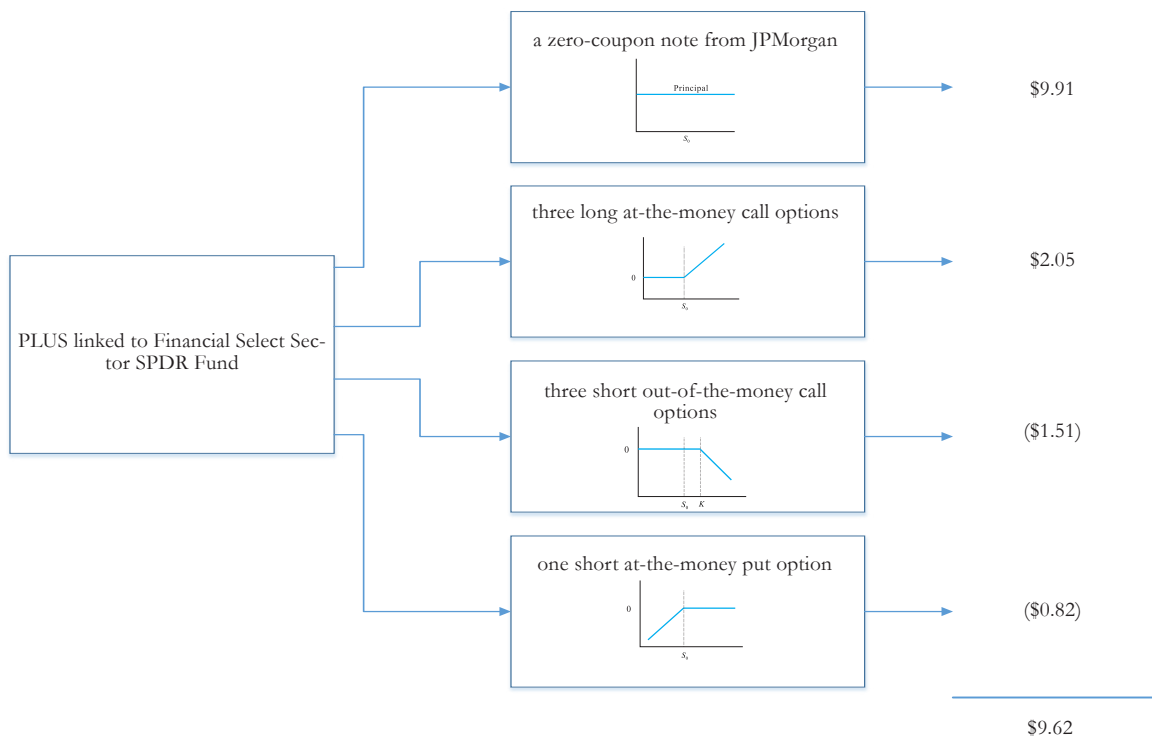 a zero-coupon note from JPMorgan
Principal
S₀
$9.91
three long at-the-money call options
0
S₀
$2.05
PLUS linked to Financial Select Sec-
tor SPDR Fund
three short out-of-the-money call
options
0
S₀ K
($1.51)
one short at-the-money put option
0
S₀
($0.82)
$9.62